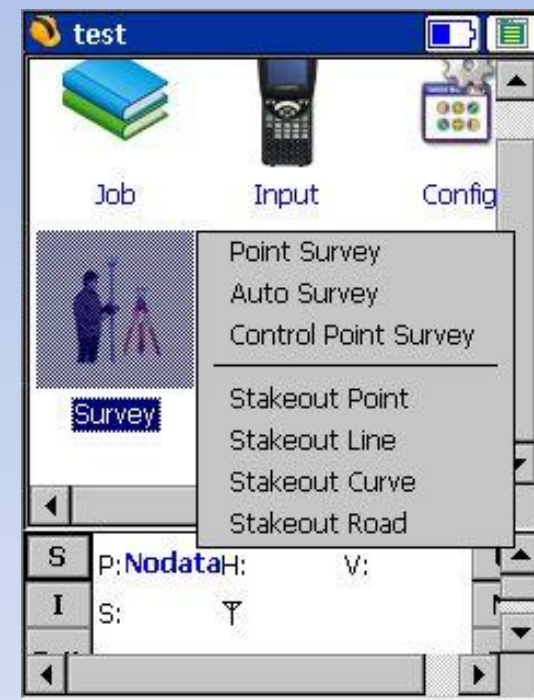 test
Job Input Config
Point Survey
Auto Survey
Control Point Survey
Survey
Stakeout Point
Stakeout Line
Stakeout Curve
Stakeout Road
S P:Nodata H: V:
I S: